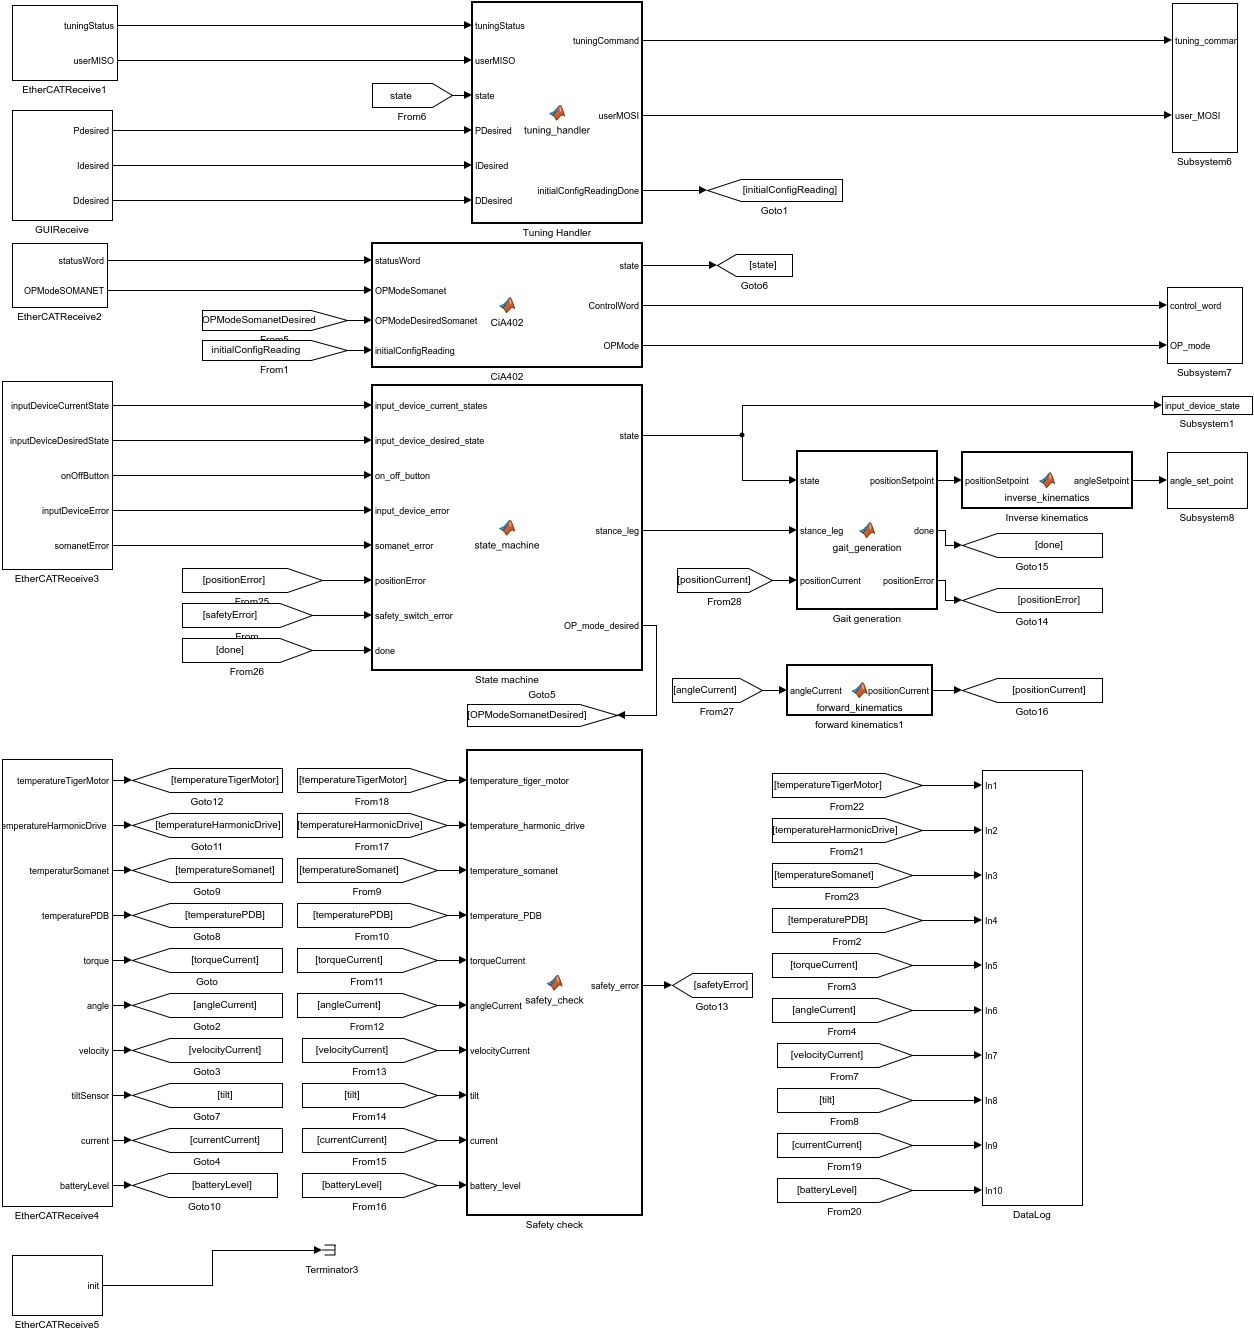 tuningStatus
userMISO
EtherCATReceive1
Pdesired
Idesired
Ddesired
GUIReceive
state
From6
tuningStatus
userMISO
state
PDesired
IDesired
DDesired
tuning_handler
tuningCommand
userMOSI
initialConfigReadingDone
Tuning Handler
[initialConfigReading]
Goto1
tuning_comman
user_MOSI
Subsystem6
statusWord
OPModeSOMANET
EtherCATReceive2
OPModeSomanetDesired
From5
initialConfigReading
From1
statusWord
OPModeSomanet
OPModeDesiredSomanet
initialConfigReading
CiA402
state
ControlWord
OPMode
CiA402
[state]
Goto6
control_word
OP_mode
Subsystem7
inputDeviceCurrentState
inputDeviceDesiredState
onOffButton
inputDeviceError
somanetError
EtherCATReceive3
[positionError]
From25
[safetyError]
From
[done]
From26
input_device_current_states
input_device_desired_state
on_off_button
input_device_error
somanet_error
positionError
safety_switch_error
done
state_machine
state
stance_leg
OP_mode_desired
State machine
Goto5
[OPModeSomanetDesired]
input_device_state
Subsystem1
[positionCurrent]
From28
state
stance_leg
positionCurrent
gait_generation
positionSetpoint
done
positionError
Gait generation
positionSetpoint
angleSetpoint
inverse_kinematics
Inverse kinematics
angle_set_point
Subsystem8
[done]
Goto15
[positionError]
Goto14
[angleCurrent]
From27
angleCurrent
positionCurrent
forward_kinematics
forward kinematics1
[positionCurrent]
Goto16
temperatureTigerMotor
emperatureHarmonicDrive
temperaturSomanet
temperaturePDB
torque
angle
velocity
tiltSensor
current
batteryLevel
EtherCATReceive4
[temperatureTigerMotor]
Goto12
[temperatureHarmonicDrive]
Goto11
[temperatureSomanet]
Goto9
[temperaturePDB]
Goto8
[torqueCurrent]
Goto
[angleCurrent]
Goto2
[velocityCurrent]
Goto3
[tilt]
Goto7
[currentCurrent]
Goto4
[batteryLevel]
Goto10
[temperatureTigerMotor]
From18
[temperatureHarmonicDrive]
From17
[temperatureSomanet]
From9
[temperaturePDB]
From10
[torqueCurrent]
From11
[angleCurrent]
From12
[velocityCurrent]
From13
[tilt]
From14
[currentCurrent]
From15
[batteryLevel]
From16
temperature_tiger_motor
temperature_harmonic_drive
temperature_somanet
temperature_PDB
torqueCurrent
angleCurrent
velocityCurrent
tilt
current
battery_level
safety_check
safety_error
Safety check
[safetyError]
Goto13
[temperatureTigerMotor]
From22
[temperatureHarmonicDrive]
From21
[temperatureSomanet]
From23
[temperaturePDB]
From2
[torqueCurrent]
From3
[angleCurrent]
From4
[velocityCurrent]
From7
[tilt]
From8
[currentCurrent]
From19
[batteryLevel]
From20
In1
In2
In3
In4
In5
In6
In7
In8
In9
In10
DataLog
init
EtherCATReceive5
Terminator3